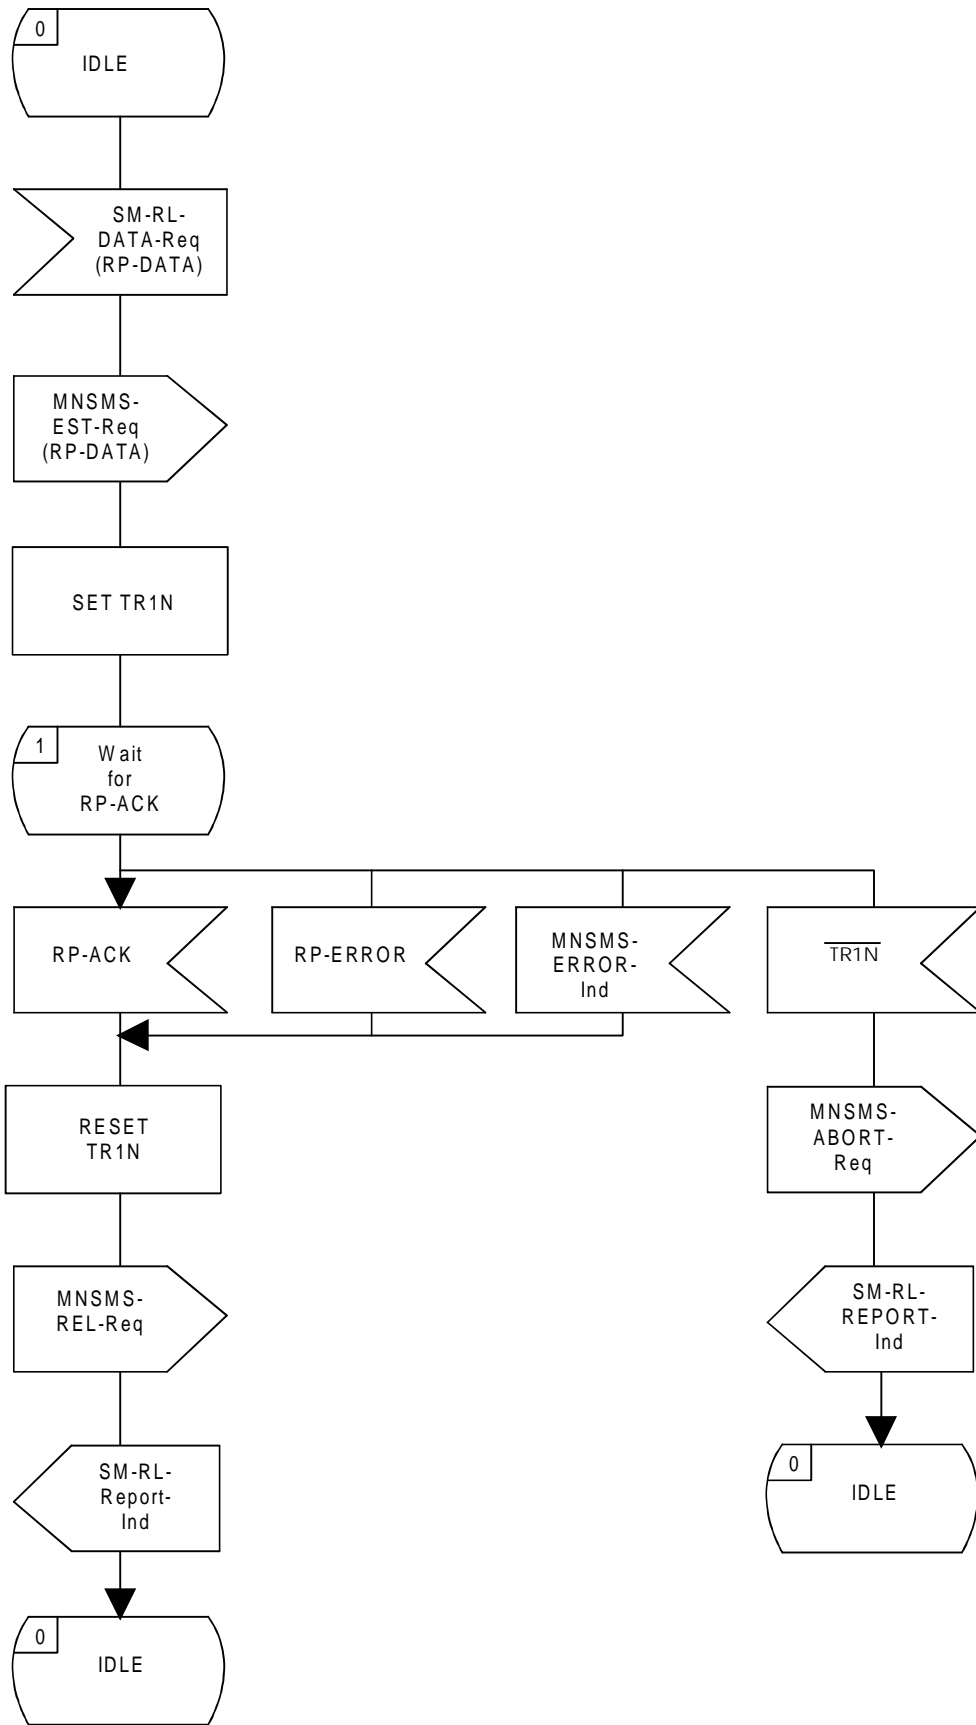 0
IDLE
SM-RL-
DATA-Req
(RP-DATA)
MNSMS-
EST-Req
(RP-DATA)
SET TR1N
1
Wait
for
RP-ACK
RP-ACK
RP-ERROR
MNSMS-
ERROR-
Ind
TR1N
RESET
TR1N
MNSMS-
ABORT-
Req
MNSMS-
REL-Req
SM-RL-
REPORT-
Ind
SM-RL-
Report-
Ind
0
IDLE
0
IDLE